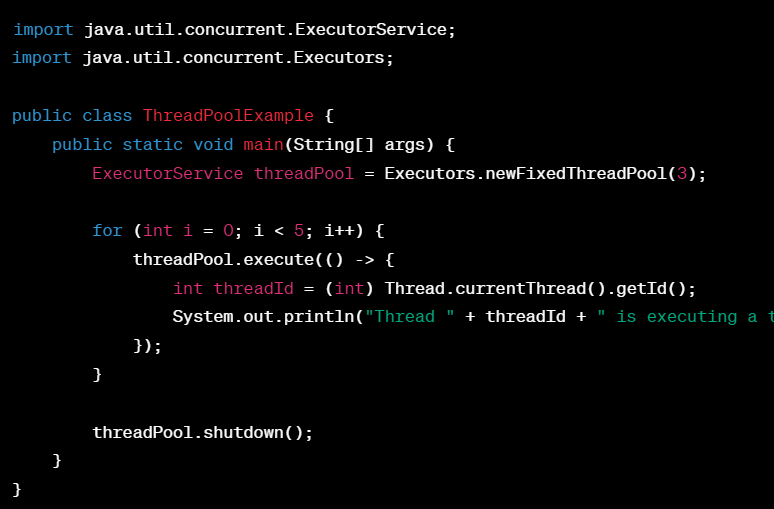 import java.util.concurrent.ExecutorService;
import java.util.concurrent.Executors;

public class ThreadPoolExample {
    public static void main(String[] args) {
        ExecutorService threadPool = Executors.newFixedThreadPool(3);

        for (int i = 0; i < 5; i++) {
            threadPool.execute(() -> {
                int threadId = (int) Thread.currentThread().getId();
                System.out.println("Thread " + threadId + " is executing a
            });
        }

        threadPool.shutdown();
    }
}